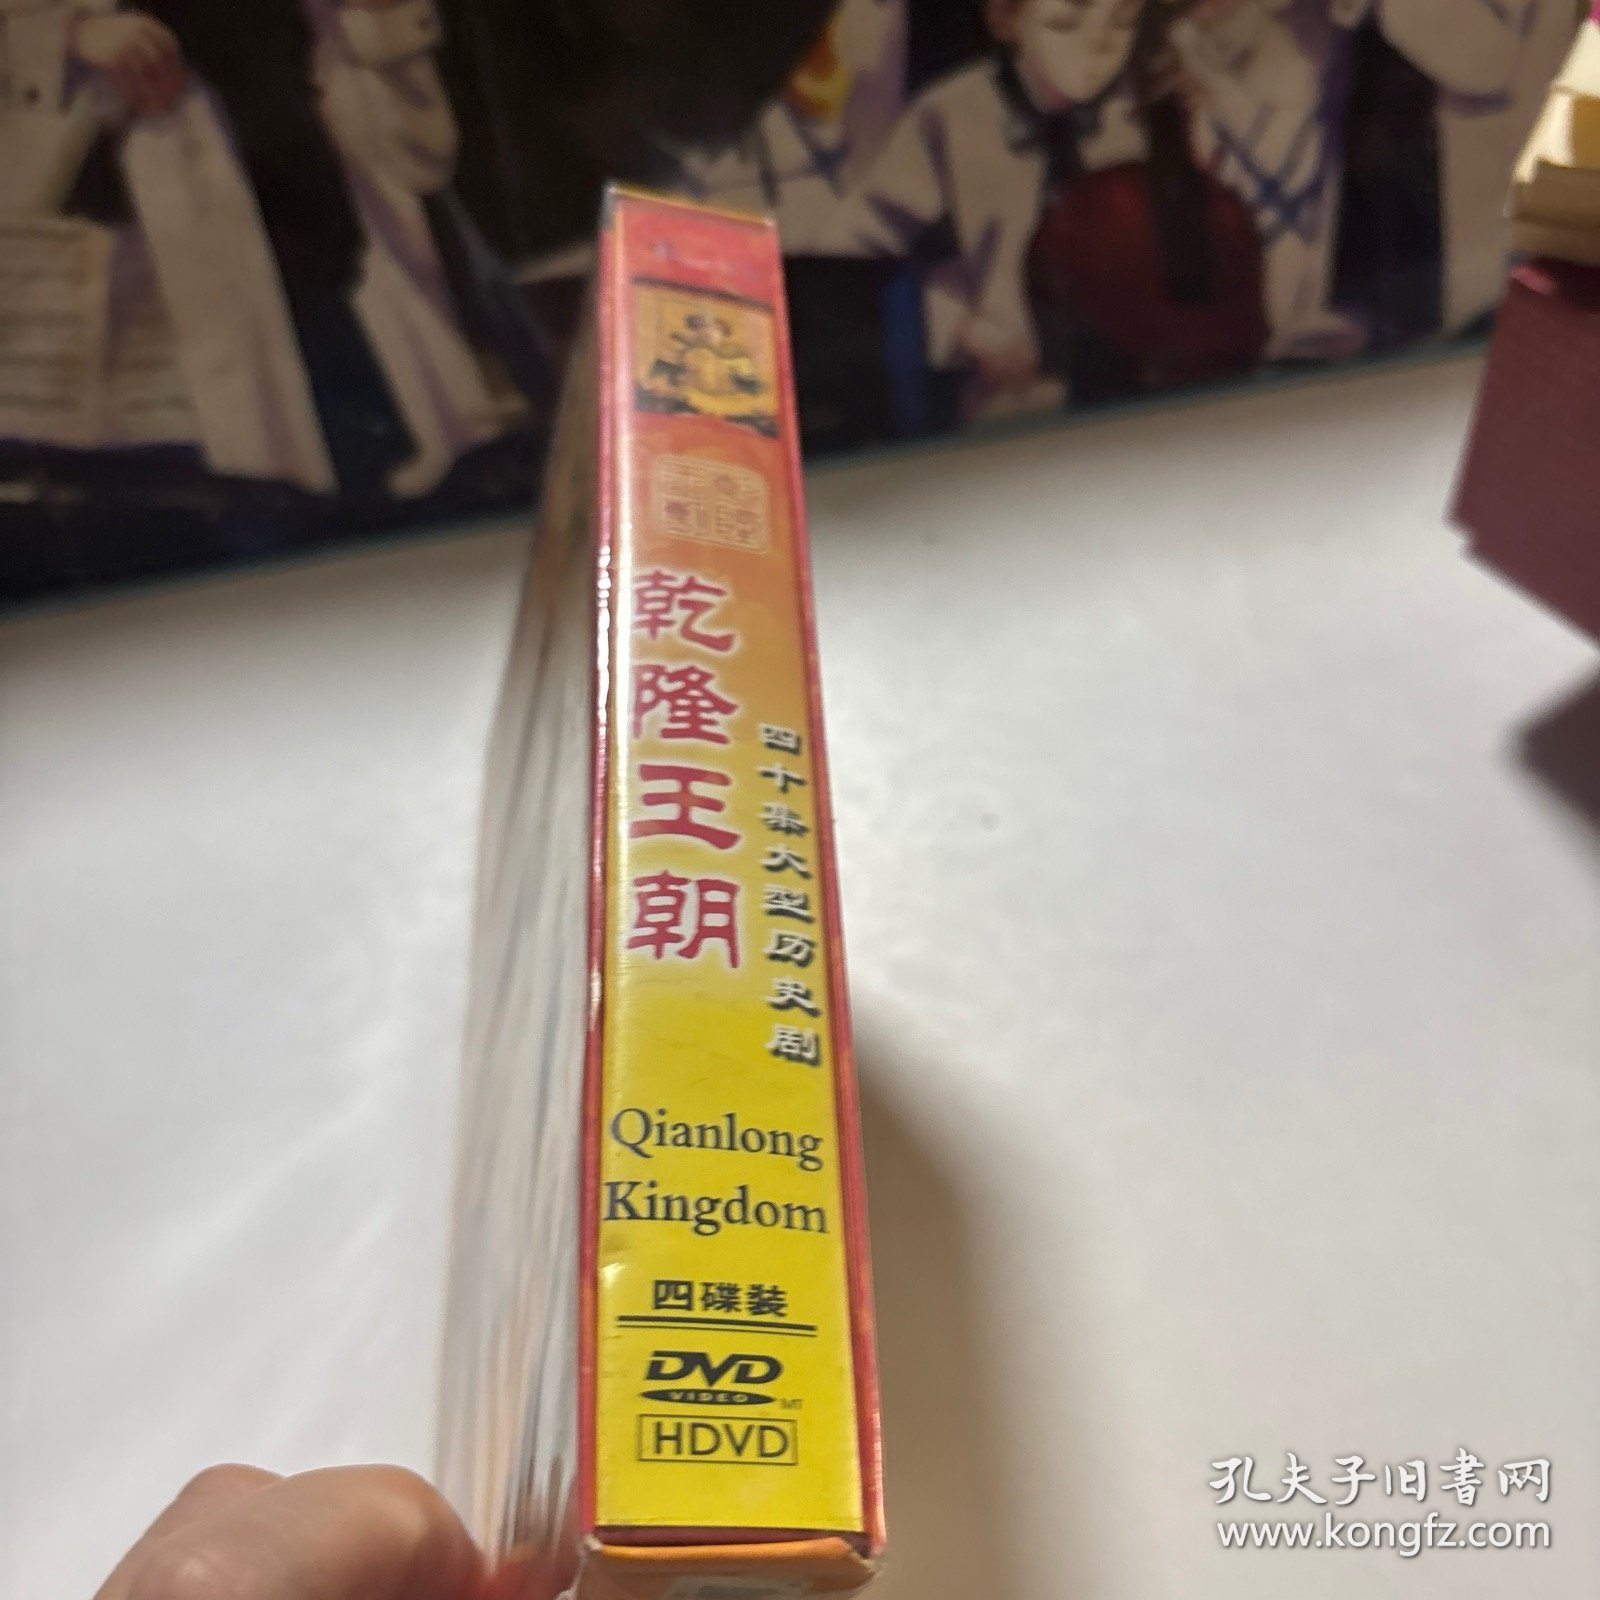 乾隆王朝
四十集大型历史剧
Qianlong
Kingdom
四碟装
DVD
VIDEO
HDVD
孔夫子旧书网
www.kongfz.com